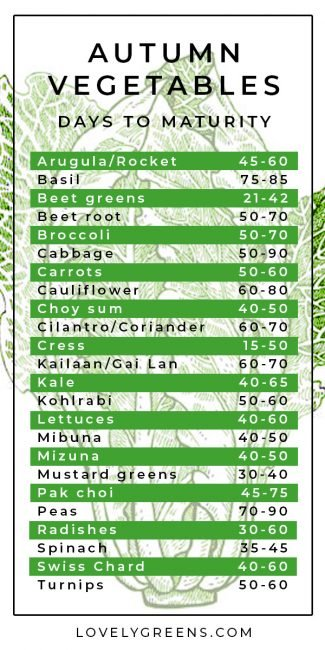 AUTUMN
VEGETABLES
DAYS TO MATURITY
Arugula/Rocket 45-60
Basil 75-85
Beet greens 21-42
Beet root 50-70
Broccoli 50-70
Cabbage 50-90
Carrots 50-60
Cauliflower 60-80
Choy sum 40-50
Cilantro/Coriander 60-70
Cress 15-50
Kailaan/Gai Lan 60-70
Kale 40-65
Kohlrabi 50-60
Lettuces 40-60
Mibuna 40-50
Mizuna 40-50
Mustard greens 30-40
Pak choi 45-75
Peas 70-90
Radishes 30-60
Spinach 35-45
Swiss Chard 40-60
Turnips 50-60
LOVELYGREENS.COM